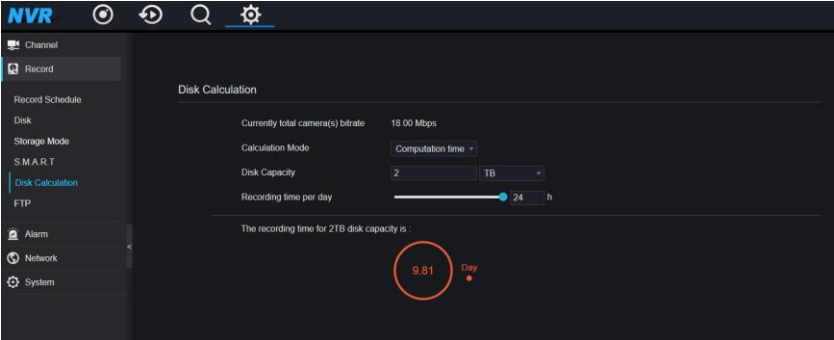 NVR
Channel
Record
Record Schedule
Disk
Storage Mode
S.M.A.R.T
Disk Calculation
FTP
Alarm
Network
System
Disk Calculation
Currently total camera(s) bitrate 18.00 Mbps
Calculation Mode Computation time
Disk Capacity 2 TB
Recording time per day 24 h
The recording time for 2TB disk capacity is :
9.81 Day